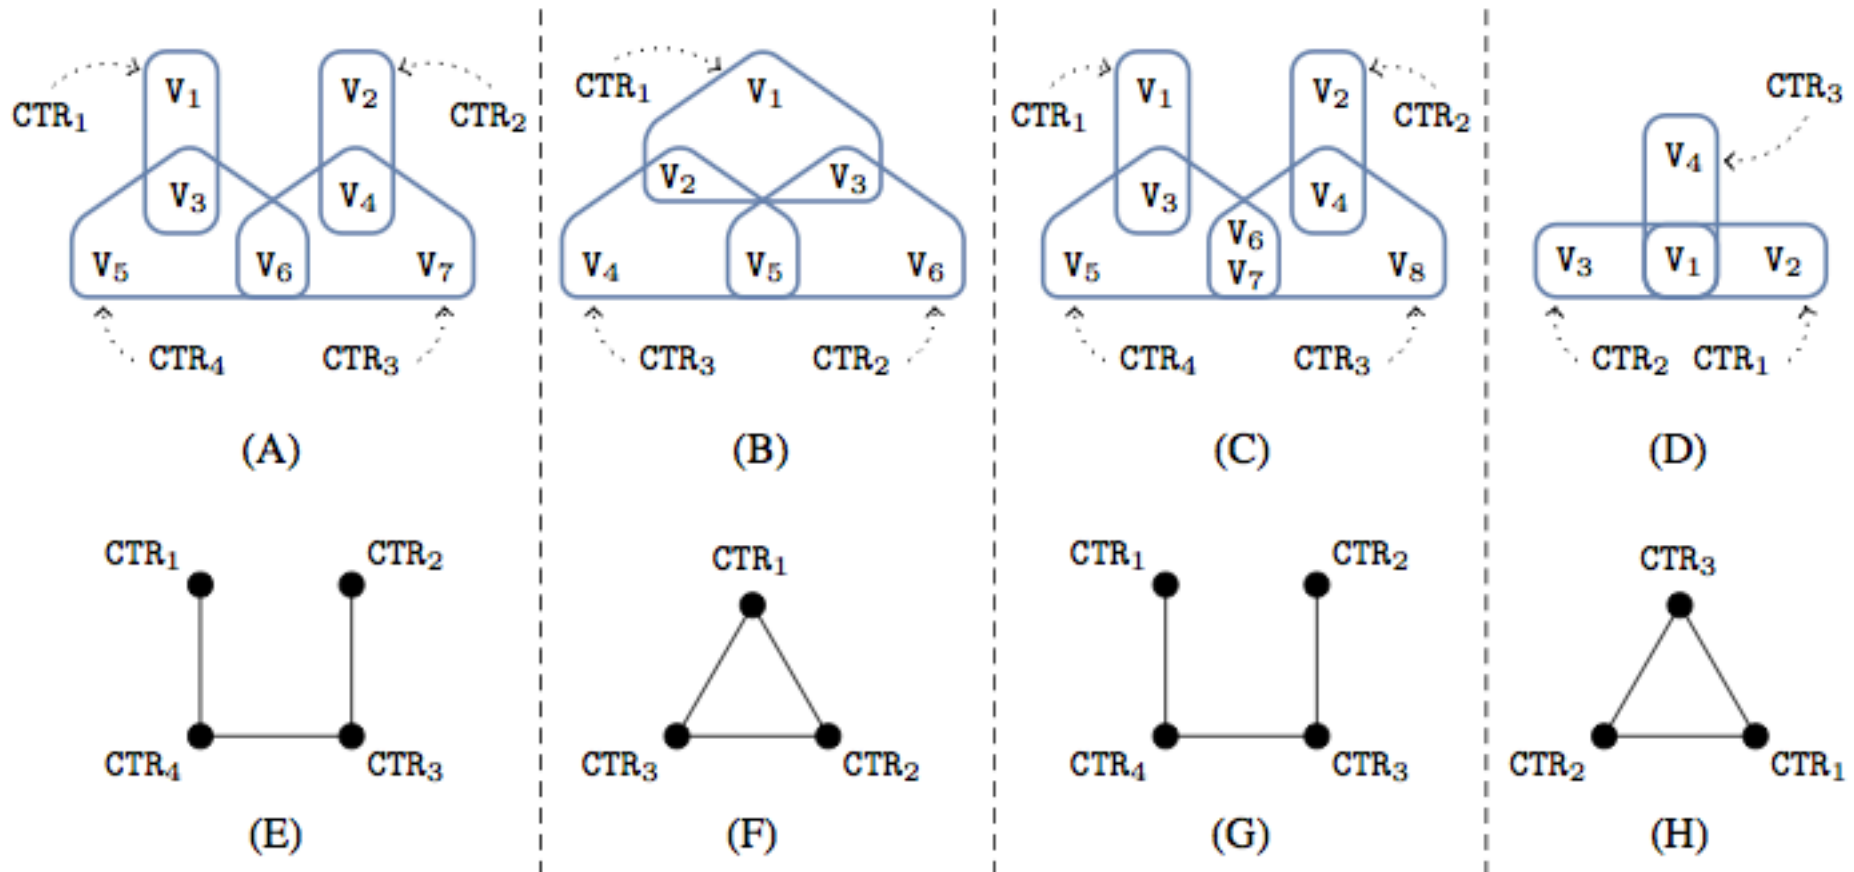 CTR₁ V₁ V₂ CTR₂
V₃ V₄
V₅ V₆ V₇
CTR₄ CTR₃
(A)
CTR₁ V₁
V₂ V₃
V₄ V₅ V₆
CTR₃ CTR₂
(B)
CTR₁ V₁ V₂ CTR₂
V₃ V₄
V₆
V₅ V₇ V₈
CTR₄ CTR₃
(C)
CTR₃
V₄
V₃ V₁ V₂
CTR₂ CTR₁
(D)
CTR₁ CTR₂
CTR₄ CTR₃
(E)
CTR₁
CTR₃ CTR₂
(F)
CTR₁ CTR₂
CTR₄ CTR₃
(G)
CTR₃
CTR₂ CTR₁
(H)